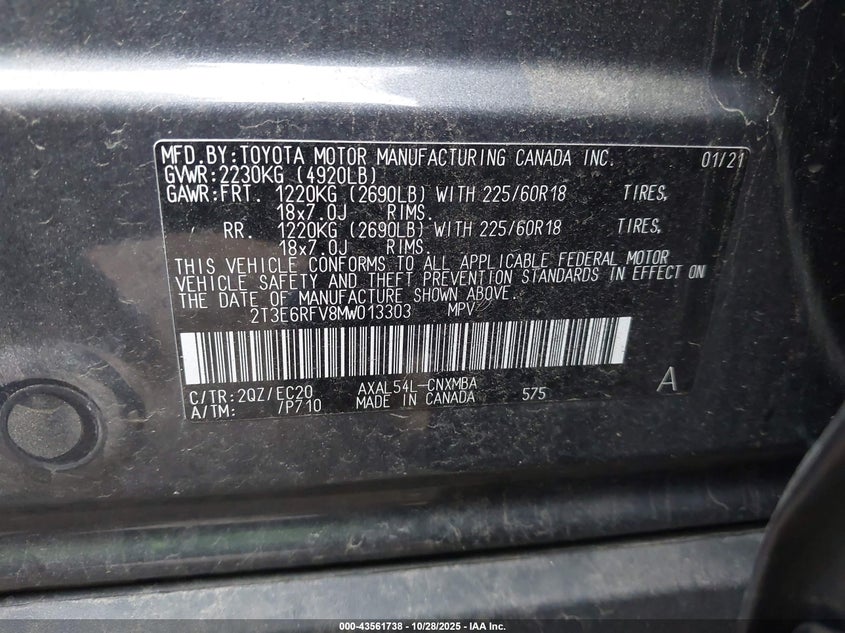 MFD.BY:TOYOTA MOTOR MANUFACTURING CANADA INC. 01/21
GVWR:2230KG (4920LB)
GAWR:FRT. 1220KG (2690LB) WITH 225/60R18 TIRES,
18x7.0J RIMS.
RR. 1220KG (2690LB) WITH 225/60R18 TIRES,
18x7.0J RIMS.
THIS VEHICLE CONFORMS TO ALL APPLICABLE FEDERAL MOTOR
VEHICLE SAFETY AND THEFT PREVENTION STANDARDS IN EFFECT ON
THE DATE OF MANUFACTURE SHOWN ABOVE.
2T3E6RFV8MW013303 MPV
C/TR:2QZ/EC20 AXAL54L-CNXMBA A
A/TM: /P710 MADE IN CANADA 575
000-43561738 | 10/28/2025 - IAA Inc.